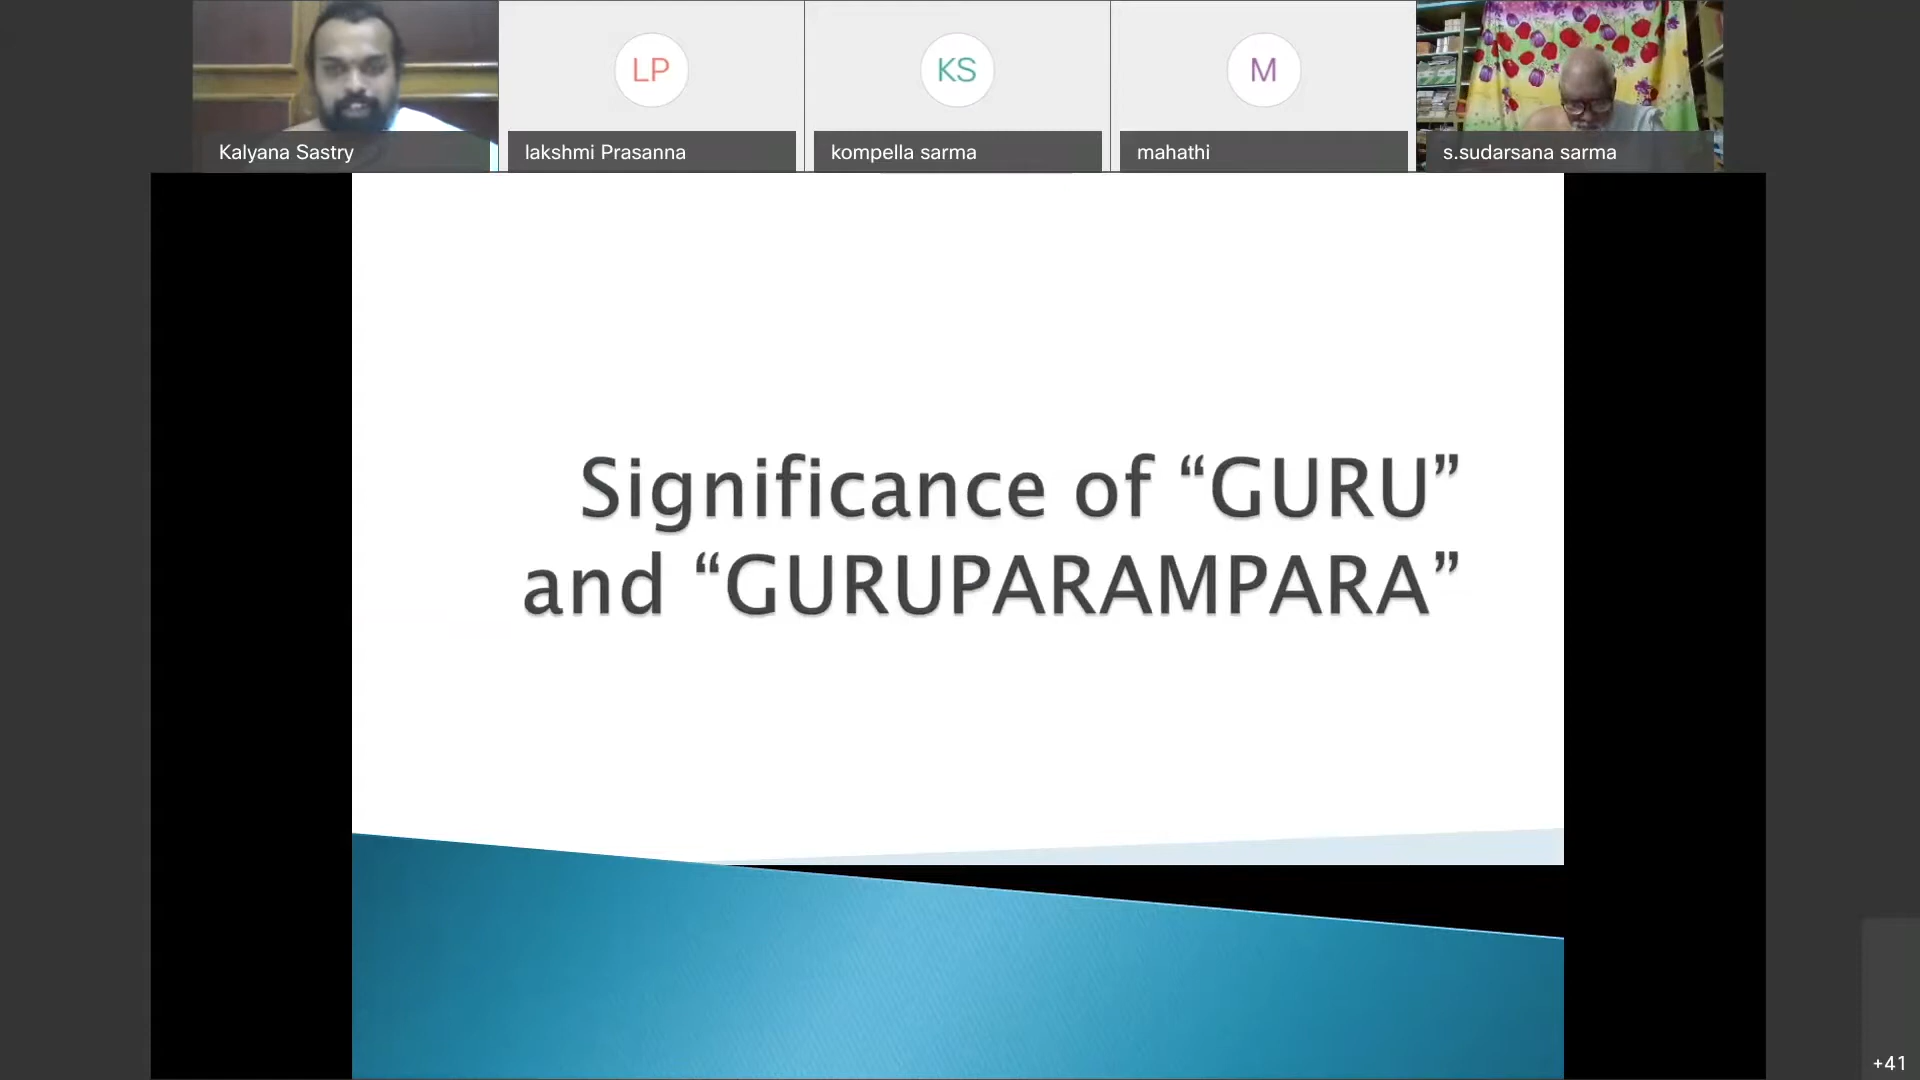 LP
KS
M
Kalyana Sastry
lakshmi Prasanna
kompella sarma
mahathi
s.sudarsana sarma
Significance of “GURU”
and “GURUPARAMPARA”
+41